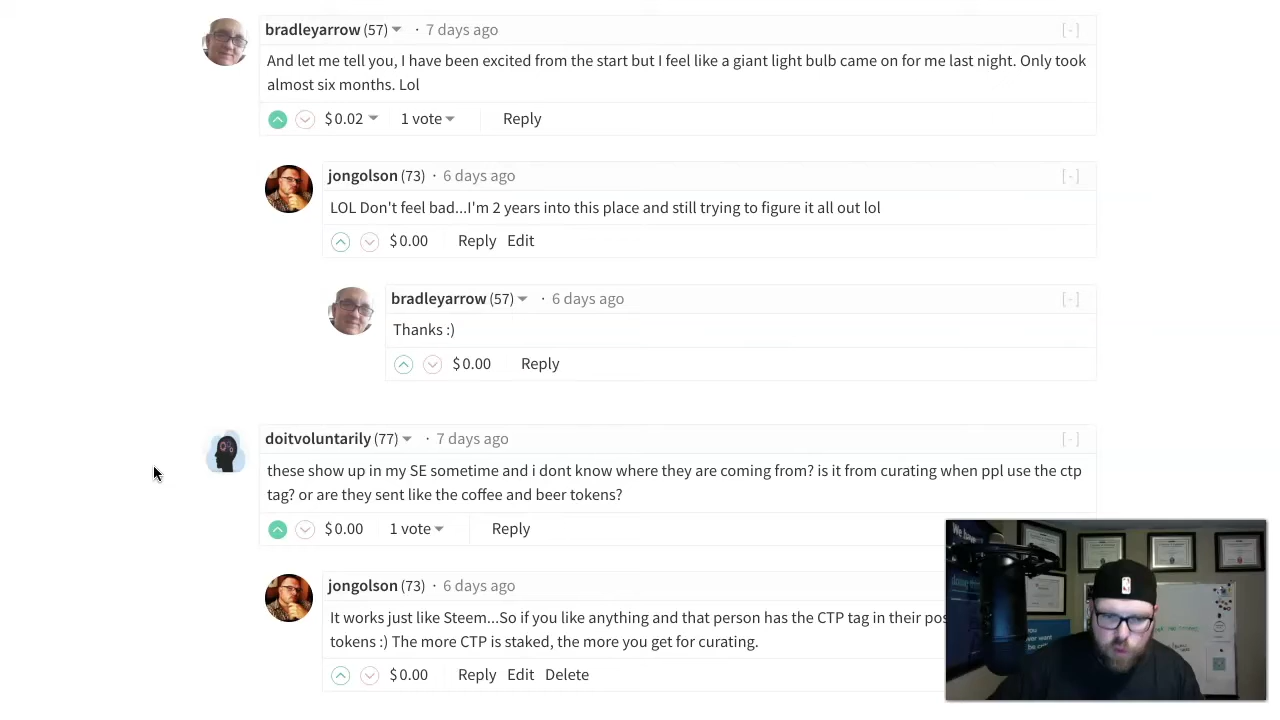 bradleyarrow (57) · 7 days ago [-]
And let me tell you, I have been excited from the start but I feel like a giant light bulb came on for me last night. Only took
almost six months. Lol
$0.02 1 vote Reply
jongolson (73) · 6 days ago [-]
LOL Don't feel bad...I'm 2 years into this place and still trying to figure it all out lol
$0.00 Reply Edit
bradleyarrow (57) · 6 days ago [-]
Thanks :)
$0.00 Reply
doitvoluntarily (77) · 7 days ago [-]
these show up in my SE sometime and i dont know where they are coming from? is it from curating when ppl use the ctp
tag? or are they sent like the coffee and beer tokens?
$0.00 1 vote Reply
jongolson (73) · 6 days ago
It works just like Steem...So if you like anything and that person has the CTP tag in their pos
tokens :) The more CTP is staked, the more you get for curating.
$0.00 Reply Edit Delete